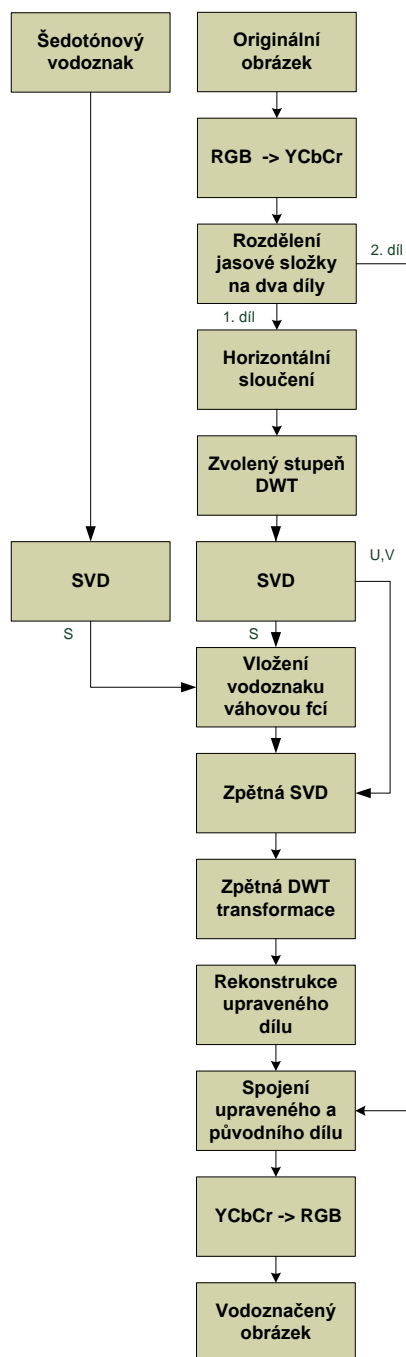 Šedotónový
vodoznak
Originální
obrázek
RGB -> YCbCr
Rozdělení
jasové složky
na dva díly
2. díl
1. díl
Horizontální
sloučení
Zvolený stupeň
DWT
SVD
SVD
U,V
S
S
Vložení
vodoznaku
váhovou fcí
Zpětná SVD
Zpětná DWT
transformace
Rekonstrukce
upraveného
dílu
Spojení
upraveného a
původního dílu
YCbCr -> RGB
Vodoznačený
obrázek